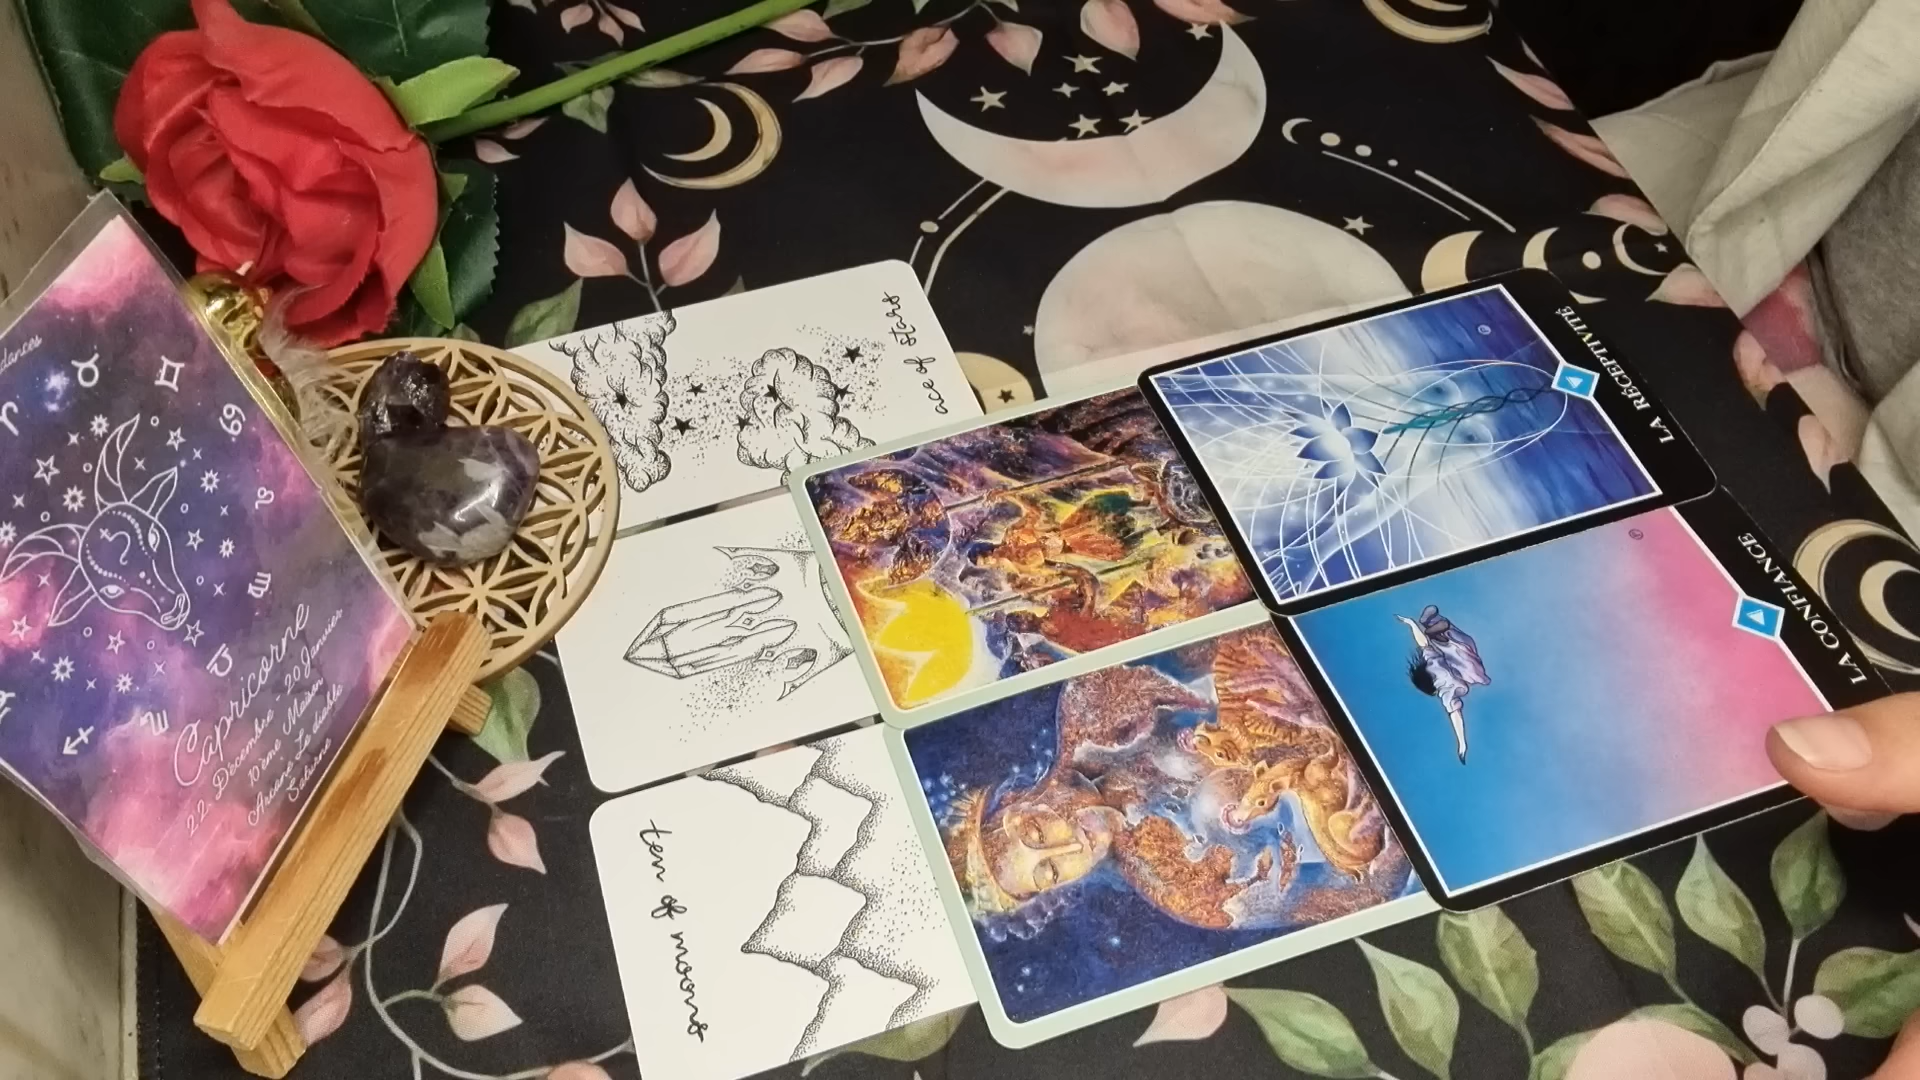 Capricorne
22 Décembre - 20 Janvier
10ème Maison
Arcane Le diable
Saturne
ace of stars
ten of moons
LA RÉCEPTIVITÉ
LA CONFIANCE